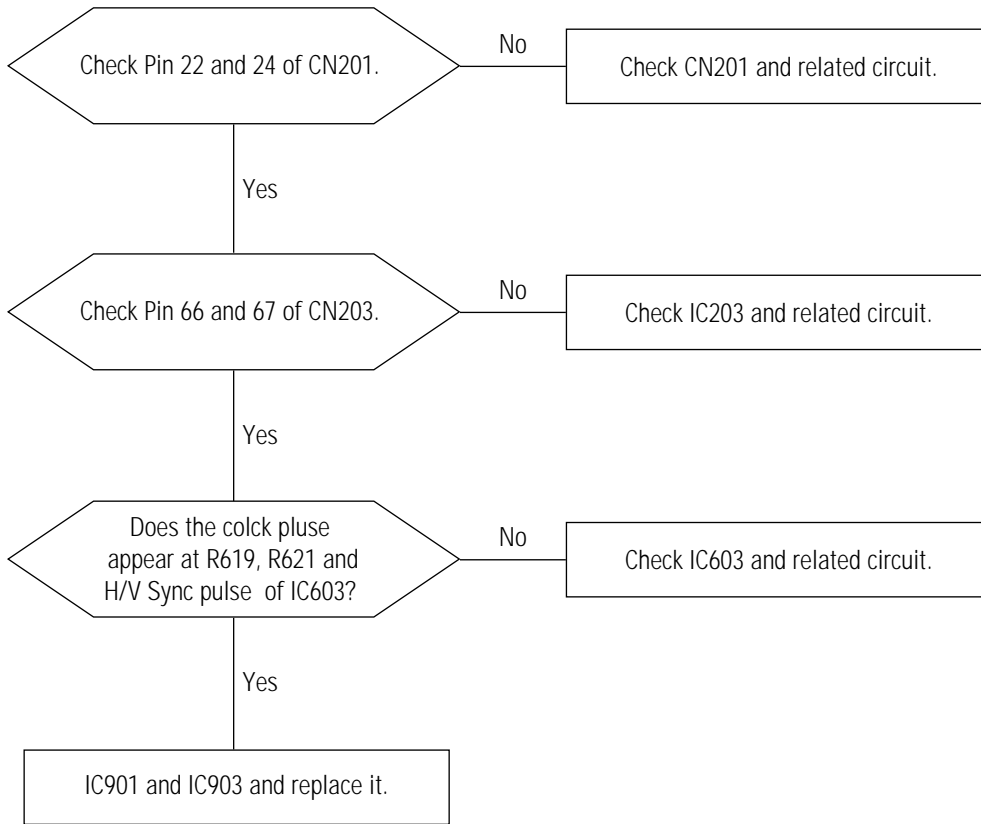 Check Pin 22 and 24 of CN201.
No
Check CN201 and related circuit.
Yes
Check Pin 66 and 67 of CN203.
No
Check IC203 and related circuit.
Yes
Does the colck pluse
appear at R619, R621 and
H/V Sync pulse of IC603?
No
Check IC603 and related circuit.
Yes
IC901 and IC903 and replace it.